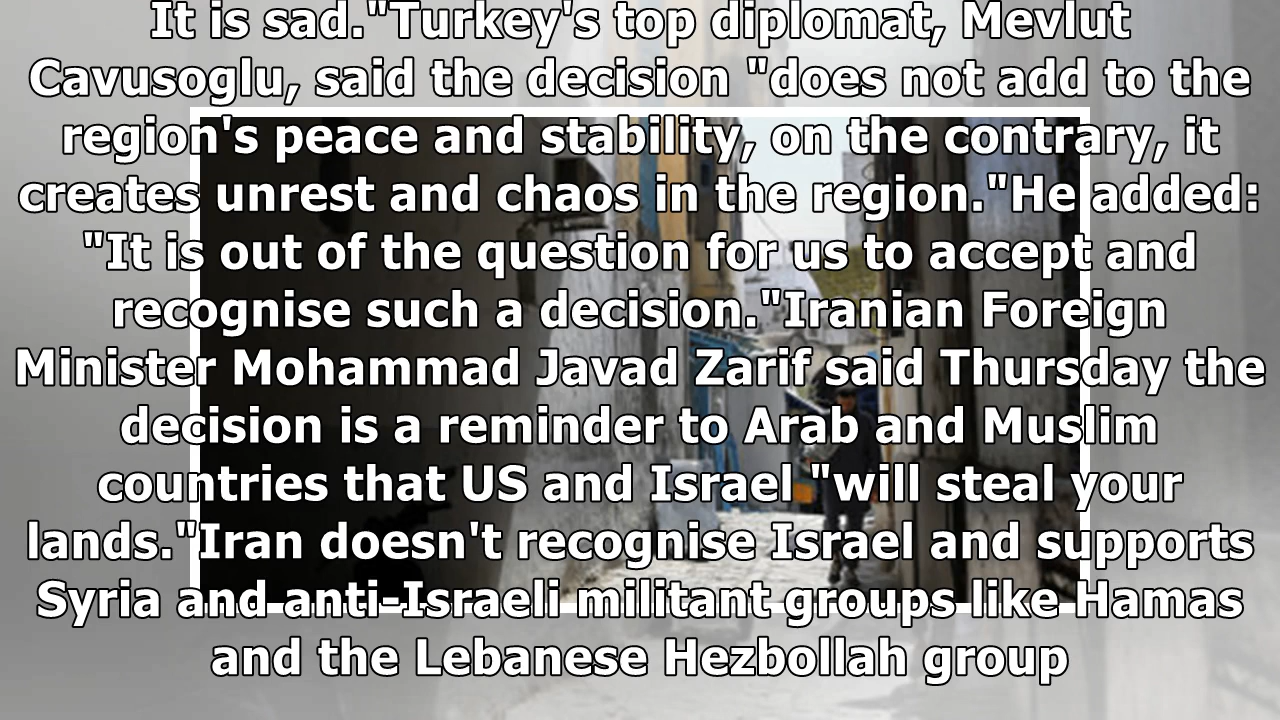 It is sad."Turkey's top diplomat, Mevlut
Cavusoglu, said the decision "does not add to the
region's peace and stability, on the contrary, it
creates unrest and chaos in the region."He added:
"It is out of the question for us to accept and
recognise such a decision."Iranian Foreign
Minister Mohammad Javad Zarif said Thursday the
decision is a reminder to Arab and Muslim
countries that US and Israel "will steal your
lands."Iran doesn't recognise Israel and supports
Syria and anti-Israeli militant groups like Hamas
and the Lebanese Hezbollah group